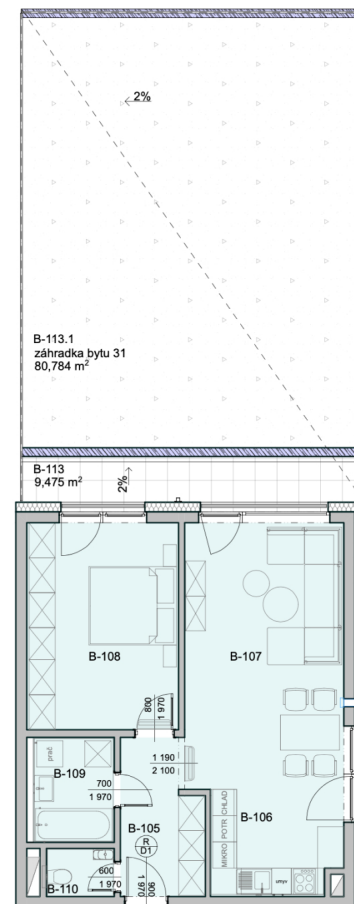 2%
B-113.1
záhradka bytu 31
80,784 m²
B-113
9,475 m²
2%
B-108
B-107
800
1 970
prač
B-109
700
1 970
1 190
2 100
B-105
R
D1
MIKRO
POTR
CHLAD
B-106
B-110
600
1 970
900
1 970
umyv